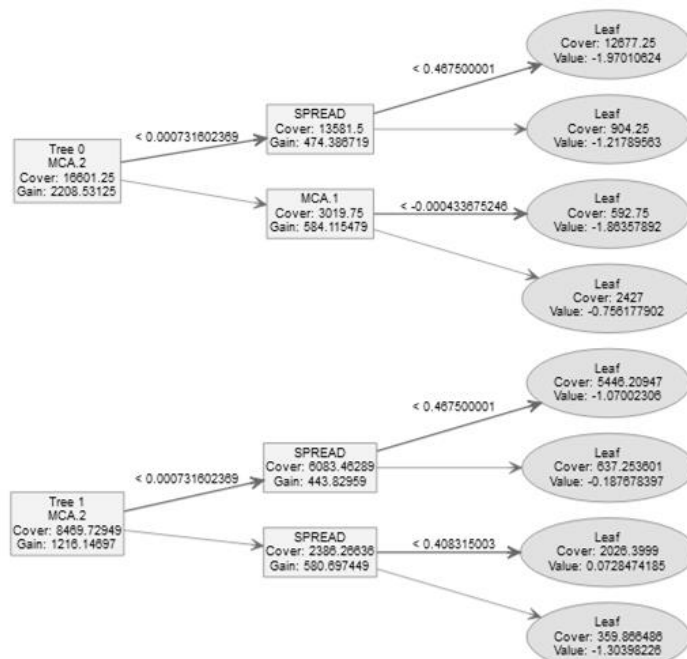 Leaf
Cover: 12677.25
Value: -1.97010624
< 0.467500001
SPREAD
Cover: 13581.5
Gain: 474.386719
< 0.000731602369
Leaf
Cover: 904.25
Value: -1.21789563
Tree 0
MCA.2
Cover: 16601.25
Gain: 2208.53125
MCA.1
Cover: 3019.75
Gain: 584.115479
< -0.000433675246
Leaf
Cover: 592.75
Value: -1.86357892
Leaf
Cover: 2427
Value: -0.756177902
Leaf
Cover: 5446.20947
Value: -1.07002306
< 0.467500001
SPREAD
Cover: 6083.46289
Gain: 443.82959
< 0.000731602369
Leaf
Cover: 637.253601
Value: -0.187678397
Tree 1
MCA.2
Cover: 8469.72949
Gain: 1216.14697
SPREAD
Cover: 2386.26636
Gain: 580.697449
< 0.408315003
Leaf
Cover: 2026.3999
Value: 0.0728474185
Leaf
Cover: 359.866486
Value: -1.30398226